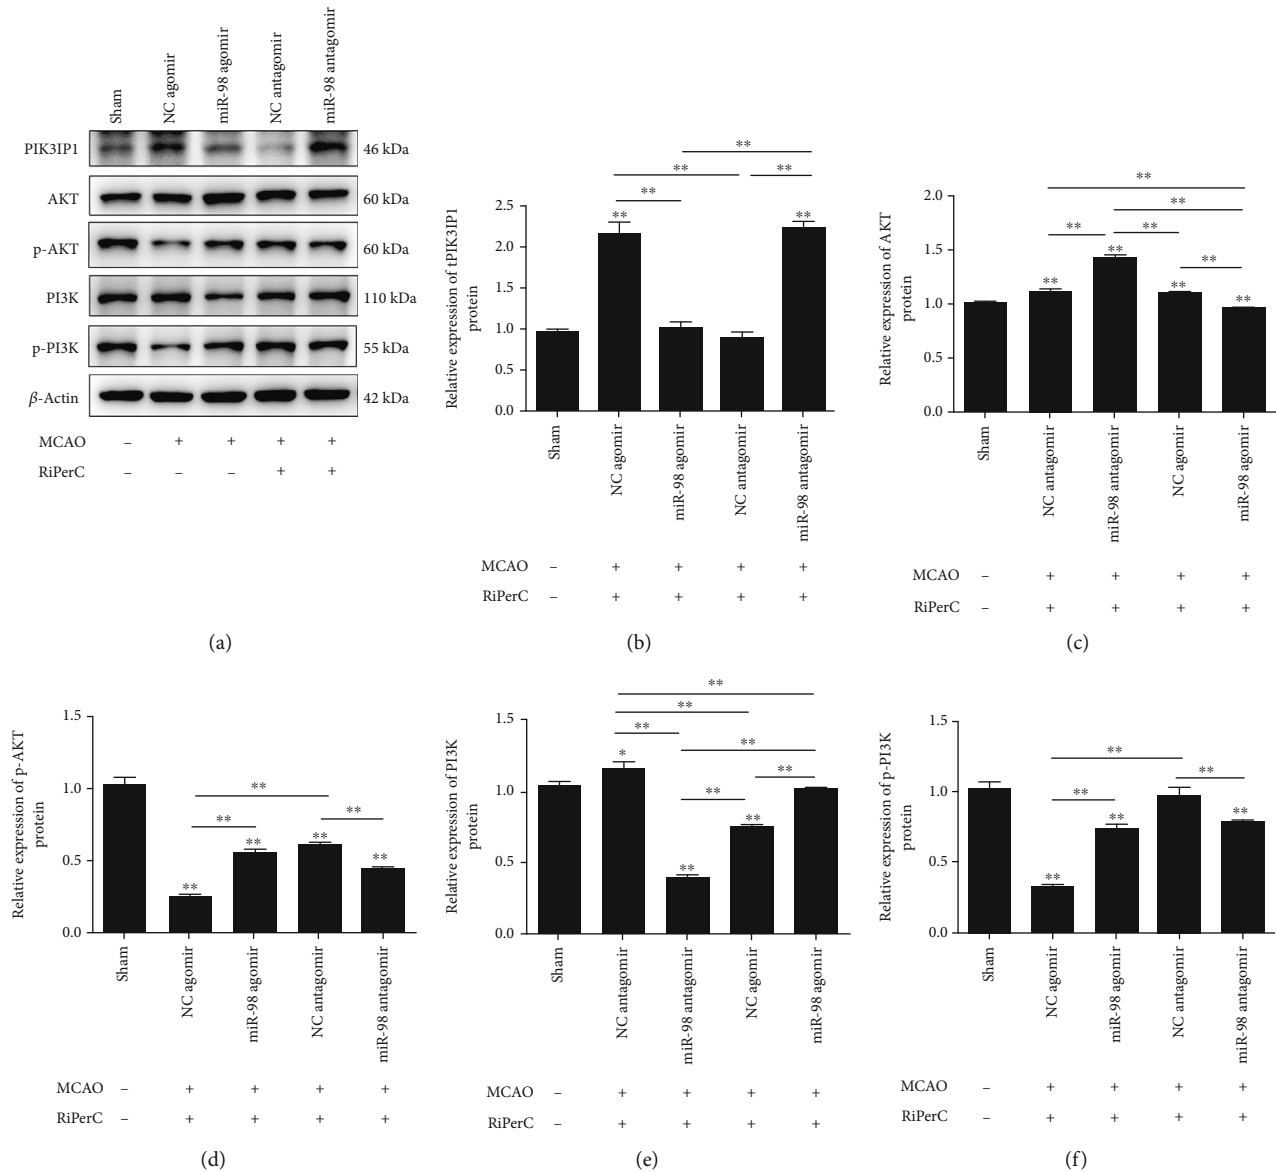 Sham
NC agomir
miR-98 agomir
NC antagomir
miR-98 antagomir
PIK3IP1
46 kDa
AKT
60 kDa
p-AKT
60 kDa
PI3K
110 kDa
p-PI3K
55 kDa
β-Actin
42 kDa
MCAO – + + + +
RiPerC – – – + +
(a)
Relative expression of tPIK3IP1
protein
2.5
2.0
1.5
1.0
0.5
0.0
**
**
**
**
**
**
Sham
NC agomir
miR-98 agomir
NC antagomir
miR-98 antagomir
MCAO – + + + +
RiPerC – + + + +
(b)
Relative expression of AKT
protein
2.0
1.5
1.0
0.5
0.0
**
**
**
**
**
**
**
**
**
Sham
NC antagomir
miR-98 antagomir
NC agomir
miR-98 agomir
MCAO – + + + +
RiPerC – + + + +
(c)
Relative expression of p-AKT
protein
1.5
1.0
0.5
0.0
**
**
**
**
**
**
**
Sham
NC agomir
miR-98 agomir
NC antagomir
miR-98 antagomir
MCAO – + + + +
RiPerC – + + + +
(d)
Relative expression of PI3K
protein
1.5
1.0
0.5
0.0
**
**
**
**
*
**
**
**
**
Sham
NC antagomir
miR-98 antagomir
NC agomir
miR-98 agomir
MCAO – + + + +
RiPerC – + + + +
(e)
Relative expression of p-PI3K
protein
1.5
1.0
0.5
0.0
**
**
**
**
**
**
Sham
NC agomir
miR-98 agomir
NC antagomir
miR-98 antagomir
MCAO – + + + +
RiPerC – + + + +
(f)